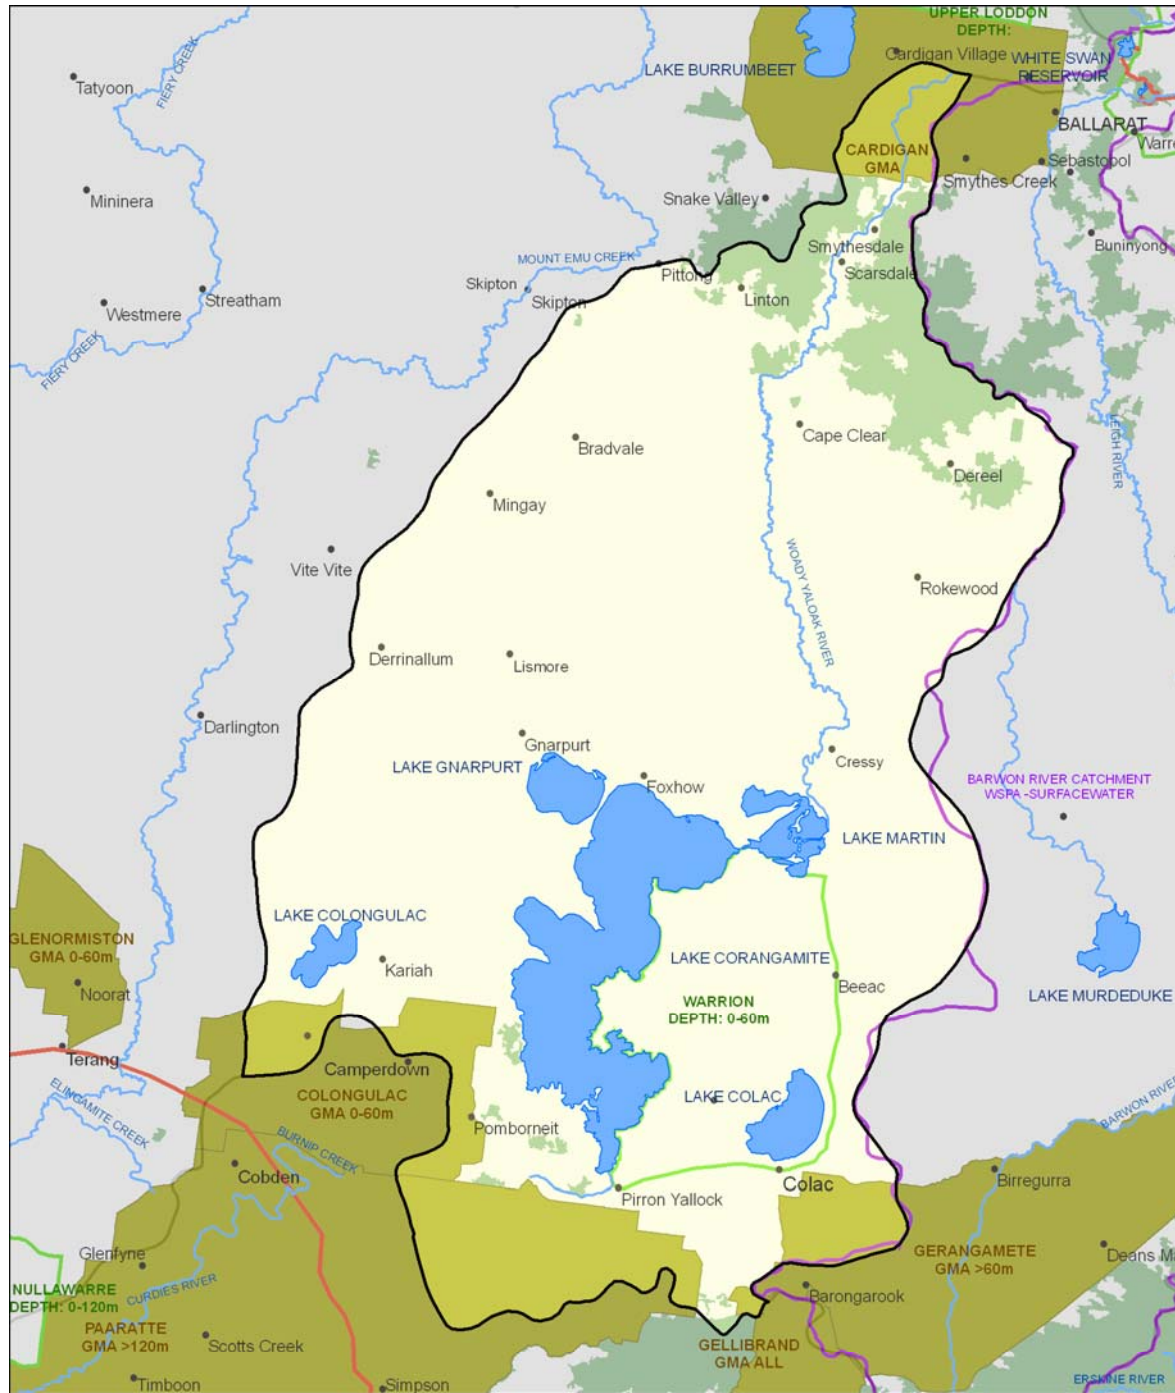 UPPER LODDON
DEPTH:
Cardigan Village
WHITE SWAN
RESERVOIR
LAKE BURRUMBEET
FIERY CREEK
Tatyoon
BALLARAT
Warre
CARDIGAN
GMA
Sebastopol
Smythes Creek
Mininera
Snake Valley
Buninyong
Smythesdale
MOUNT EMU CREEK
Scarsdale
Pittong
Skipton
Skipton
Linton
Streatham
Westmere
FIERY CREEK
LEIGH RIVER
Cape Clear
Bradvale
Dereel
Mingay
WOADY YALOAK RIVER
Vite Vite
Rokewood
Derrinallum
Lismore
Darlington
Gnarpurt
Cressy
LAKE GNARPURT
Foxhow
BARWON RIVER CATCHMENT
WSPA -SURFACEWATER
LAKE MARTIN
LAKE COLONGULAC
GLENORMISTON
GMA 0-60m
Kariah
LAKE CORANGAMITE
Beeac
Noorat
LAKE MURDEDUKE
WARRION
DEPTH: 0-60m
Terang
Camperdown
COLONGULAC
GMA 0-60m
LAKE COLAC
ELINGAMITE CREEK
BARWON RIVER
Pomborneit
BURNIP CREEK
Cobden
Colac
Birregurra
Pirron Yallock
Glenfyne
GERANGAMETE
GMA >60m
Deans Ma
NULLAWARRE
DEPTH: 0-120m
CURDIES RIVER
Barongarook
PAARATTE
GMA >120m
Scotts Creek
GELLIBRAND
GMA ALL
Timboon
Simpson
ERSKINE RIVER